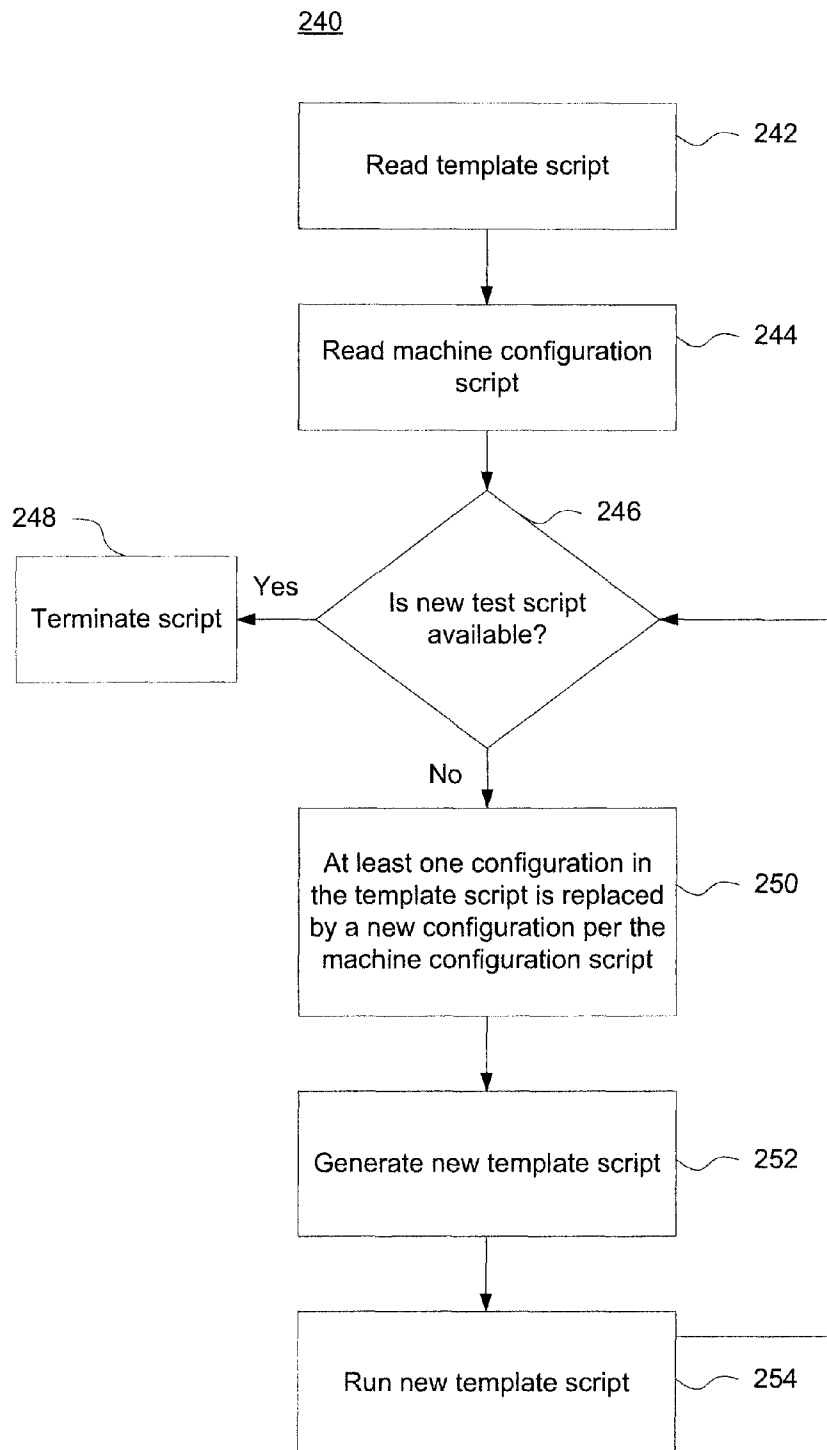 240
Read template script
242
Read machine configuration
script
244
246
248
Is new test script
available?
Yes
Terminate script
No
At least one configuration in
the template script is replaced
by a new configuration per the
machine configuration script
250
Generate new template script
252
Run new template script
254